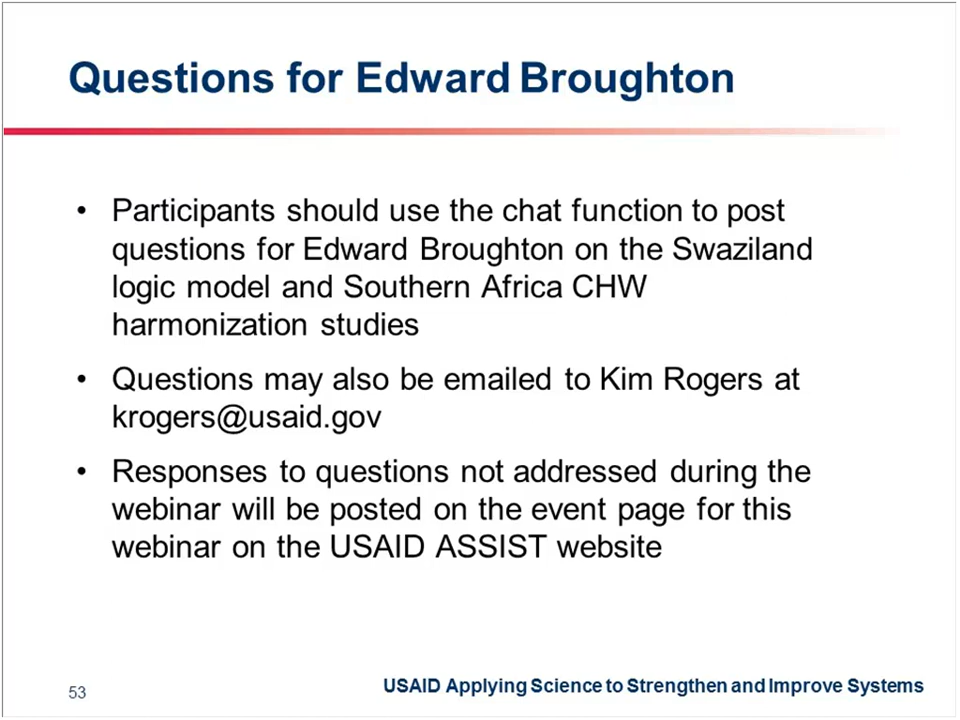 Questions for Edward Broughton
• Participants should use the chat function to post
questions for Edward Broughton on the Swaziland
logic model and Southern Africa CHW
harmonization studies
• Questions may also be emailed to Kim Rogers at
krogers@usaid.gov
• Responses to questions not addressed during the
webinar will be posted on the event page for this
webinar on the USAID ASSIST website
53
USAID Applying Science to Strengthen and Improve Systems